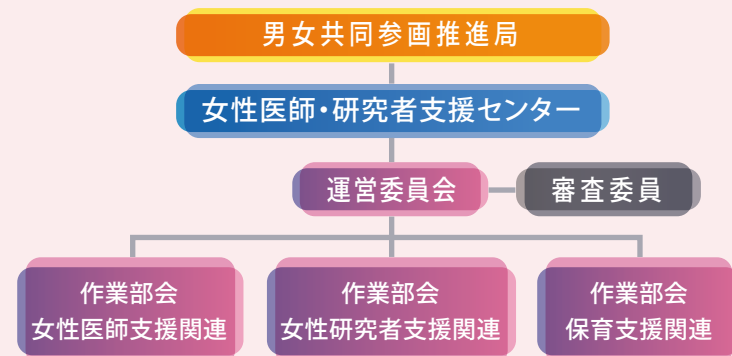 男女共同参画推進局
女性医師・研究者支援センター
運営委員会
審査委員
作業部会
女性医師支援関連
作業部会
女性研究者支援関連
作業部会
保育支援関連